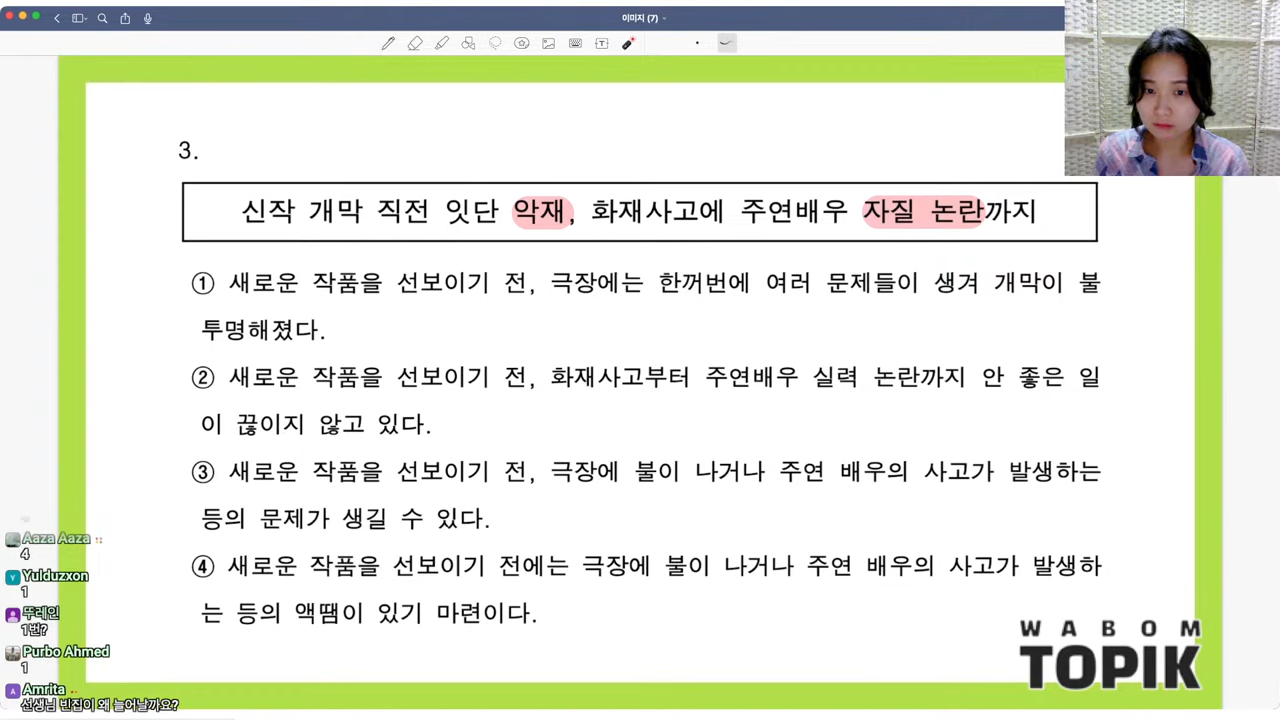 이미지 (7)
3.
신작 개막 직전 잇단 악재, 화재사고에 주연배우 자질 논란까지
① 새로운 작품을 선보이기 전, 극장에는 한꺼번에 여러 문제들이 생겨 개막이 불
투명해졌다.
② 새로운 작품을 선보이기 전, 화재사고부터 주연배우 실력 논란까지 안 좋은 일
이 끊이지 않고 있다.
③ 새로운 작품을 선보이기 전, 극장에 불이 나거나 주연 배우의 사고가 발생하는
등의 문제가 생길 수 있다.
④ 새로운 작품을 선보이기 전에는 극장에 불이 나거나 주연 배우의 사고가 발생하
는 등의 액땜이 있기 마련이다.
Aaza Aaza
4
Y
Yulduzxon
1
뚜레인
1번?
Purbo Ahmed
1
A
Amrita
선생님 빈집이 왜 늘어날까요?
WABOM
TOPIK